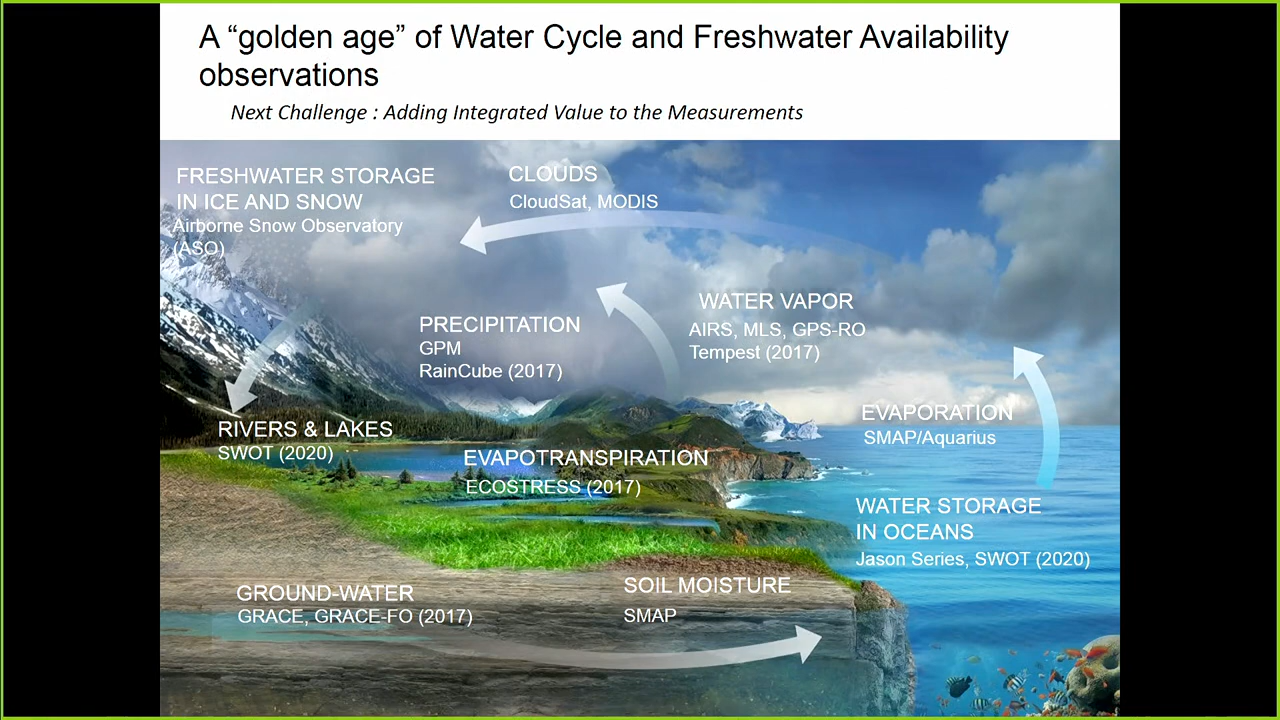 A “golden age” of Water Cycle and Freshwater Availability
observations
Next Challenge : Adding Integrated Value to the Measurements
FRESHWATER STORAGE
IN ICE AND SNOW
Airborne Snow Observatory
(ASO)
CLOUDS
CloudSat, MODIS
WATER VAPOR
AIRS, MLS, GPS-RO
Tempest (2017)
PRECIPITATION
GPM
RainCube (2017)
EVAPORATION
SMAP/Aquarius
RIVERS & LAKES
SWOT (2020)
EVAPOTRANSPIRATION
ECOSTRESS (2017)
WATER STORAGE
IN OCEANS
Jason Series, SWOT (2020)
GROUND-WATER
GRACE, GRACE-FO (2017)
SOIL MOISTURE
SMAP